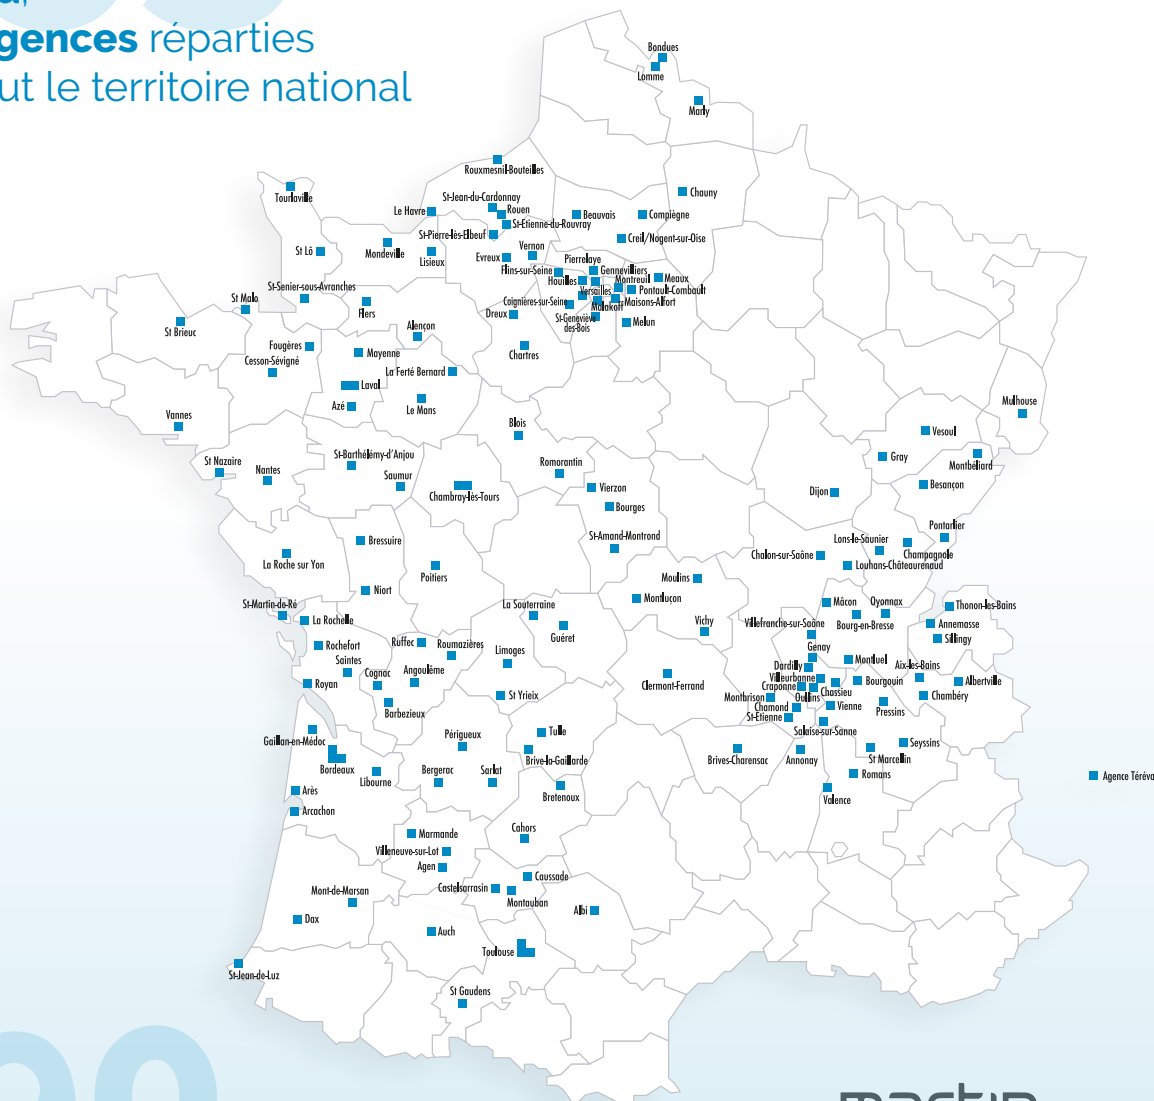 gences réparties
ut le territoire national
Bondues
Lomme
Marly
Rouxmesnil-Bouteilles
Tourlaville
St-Jean-du-Cardonnay
Chauny
Le Havre
Rouen
Beauvais
Compiègne
St-Etienne-du-Rouvray
St-Pierre-lès-Elbeuf
Creil/Nogent-sur-Oise
St Lô
Mondeville
Lisieux
Evreux
Vernon
Pierrelaye
Flins-sur-Seine
Gennevilliers
Houilles
Montreuil
Meaux
St-Senier-sous-Avranches
Versailles
Pontault-Combault
St Malo
Flers
Coignières-sur-Seine
Malakoff
Maisons-Alfort
Dreux
St-Geneviève
des-Bois
Melun
St Brieuc
Alençon
Fougères
Mayenne
Chartres
Cesson-Sévigné
La Ferté Bernard
Laval
Azé
Le Mans
Mulhouse
Vannes
Blois
Vesoul
St Nazaire
Nantes
St-Barthélémy-d'Anjou
Saumur
Romorantin
Gray
Montbéliard
Chambray-lès-Tours
Vierzon
Dijon
Besançon
Bourges
Bressuire
St-Amand-Montrond
Pontarlier
Lons-le-Saunier
Champagnole
La Roche sur Yon
Poitiers
Chalon-sur-Saône
Louhans-Châteaurenaud
Moulins
Niort
Montluçon
Mâcon
Oyonnax
Thonon-les-Bains
St-Martin-de-Ré
La Rochelle
La Souterraine
Vichy
Villefranche-sur-Saône
Bourg-en-Bresse
Annemasse
Guéret
Sillingy
Rochefort
Ruffec
Roumazières
Limoges
Genay
Montluel
Saintes
Dardilly
Aix-les-Bains
Cognac
Angoulême
Clermont-Ferrand
Villeurbanne
Bourgouin
Albertville
Royan
Craponne
Chassieu
Chambéry
Barbezieux
St Yrieix
Montbrison
Oullins
Vienne
Pressins
Chamond
St-Etienne
Gaillan-en-Médoc
Périgueux
Tulle
Salaise-sur-Sanne
Seyssins
Bordeaux
Libourne
Brive-la-Gaillarde
Brives-Charensac
Annonay
St Marcellin
Bergerac
Sarlat
Romans
Agence Téréva
Arès
Bretenoux
Valence
Arcachon
Marmande
Cahors
Villeneuve-sur-Lot
Agen
Caussade
Castelsarrasin
Montauban
Mont-de-Marsan
Albi
Dax
Auch
Toulouse
St-Jean-de-Luz
St Gaudens